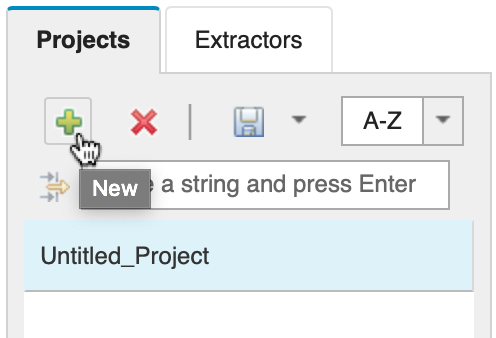 Projects
Extractors
A-Z
New
a string and press Enter
Untitled_Project